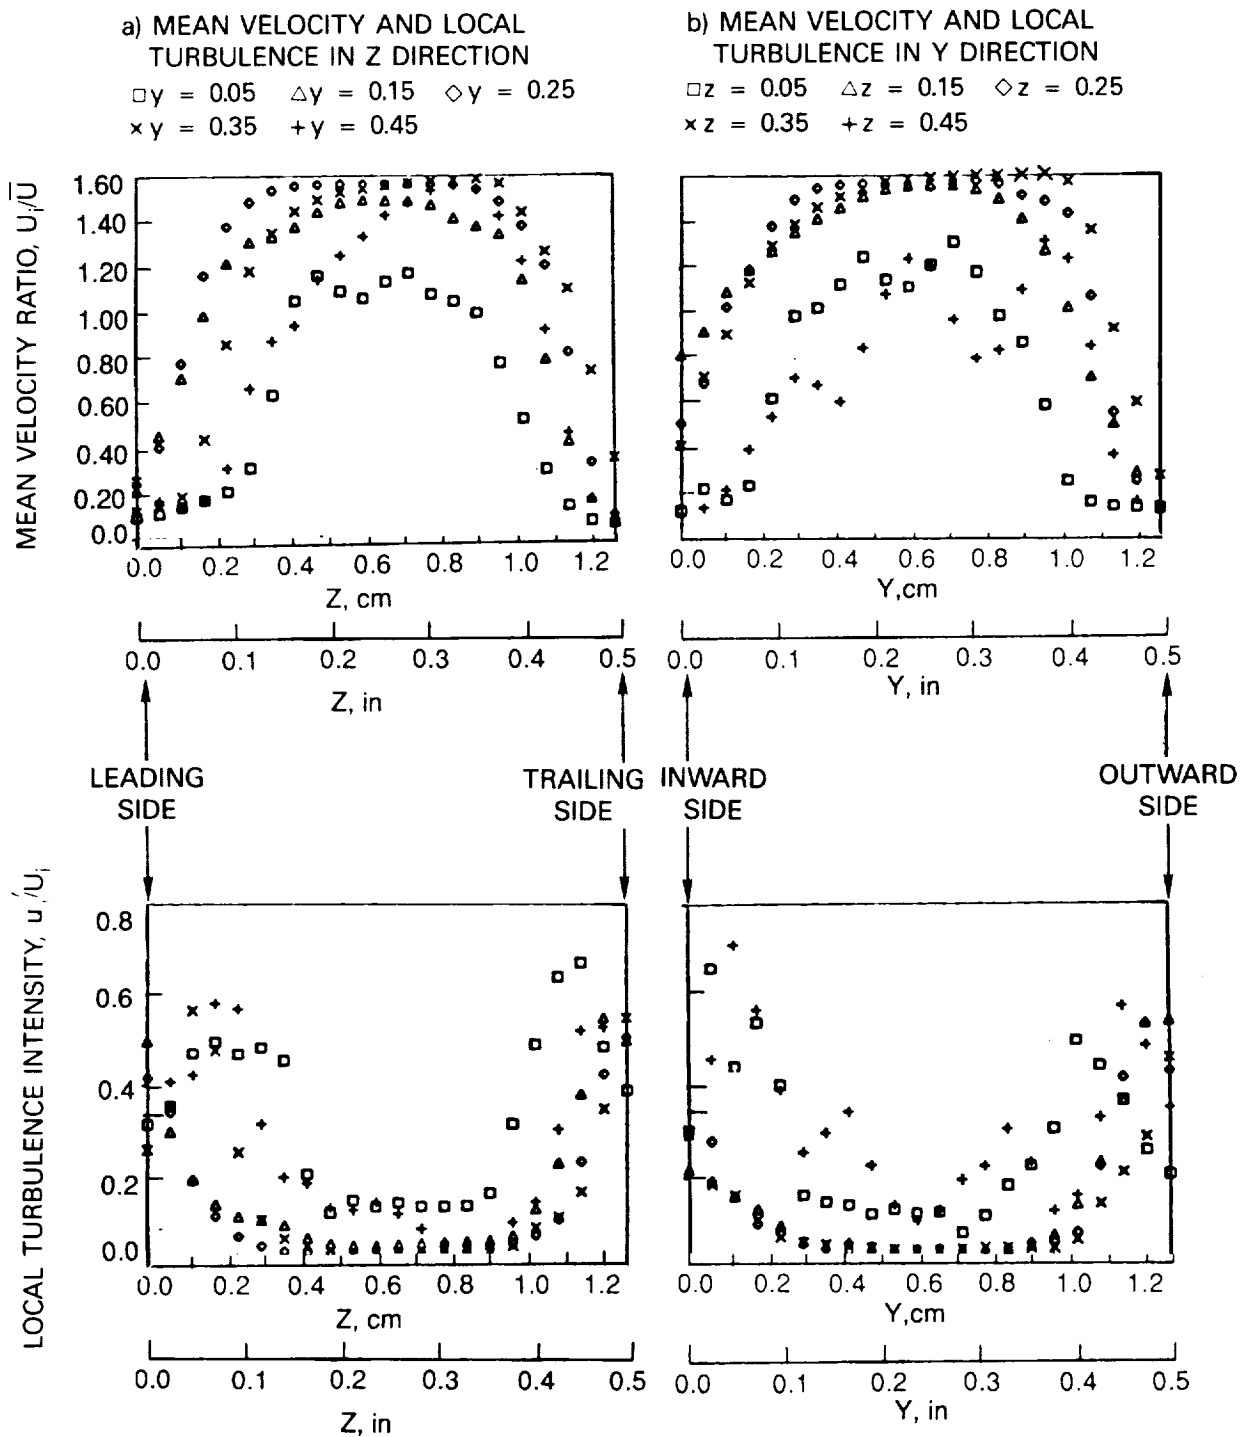 a) MEAN VELOCITY AND LOCAL
TURBULENCE IN Z DIRECTION
□y = 0.05 △y = 0.15 ◇y = 0.25
×y = 0.35 +y = 0.45
b) MEAN VELOCITY AND LOCAL
TURBULENCE IN Y DIRECTION
□z = 0.05 △z = 0.15 ◇z = 0.25
×z = 0.35 +z = 0.45
MEAN VELOCITY RATIO, Ui/U̅
1.60
1.40
1.20
1.00
0.80
0.60
0.40
0.20
0.0
0.0 0.2 0.4 0.6 0.8 1.0 1.2
Z, cm
0.0 0.1 0.2 0.3 0.4 0.5
Z, in
0.0 0.2 0.4 0.6 0.8 1.0 1.2
Y,cm
0.0 0.1 0.2 0.3 0.4 0.5
Y, in
LEADING
SIDE
TRAILING
SIDE
INWARD
SIDE
OUTWARD
SIDE
LOCAL TURBULENCE INTENSITY, u'i/Ui
0.8
0.6
0.4
0.2
0.0
0.0 0.2 0.4 0.6 0.8 1.0 1.2
Z, cm
0.0 0.1 0.2 0.3 0.4 0.5
Z, in
0.0 0.2 0.4 0.6 0.8 1.0 1.2
Y,cm
0.0 0.1 0.2 0.3 0.4 0.5
Y, in